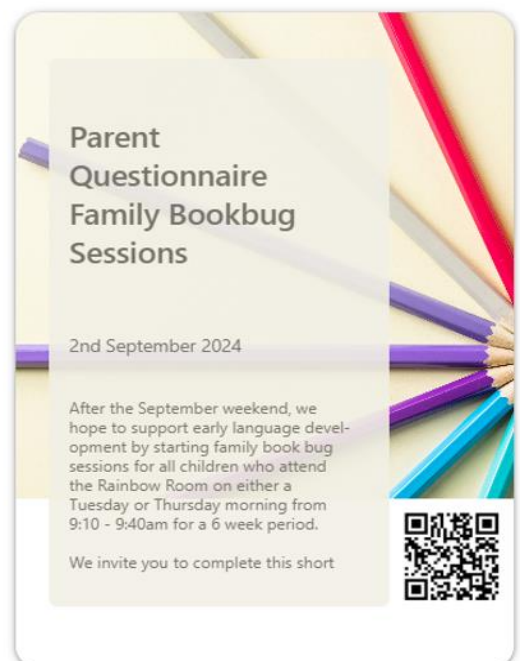 Parent
Questionnaire
Family Bookbug
Sessions
2nd September 2024
After the September weekend, we
hope to support early language devel-
opment by starting family book bug
sessions for all children who attend
the Rainbow Room on either a
Tuesday or Thursday morning from
9:10 - 9:40am for a 6 week period.
We invite you to complete this short